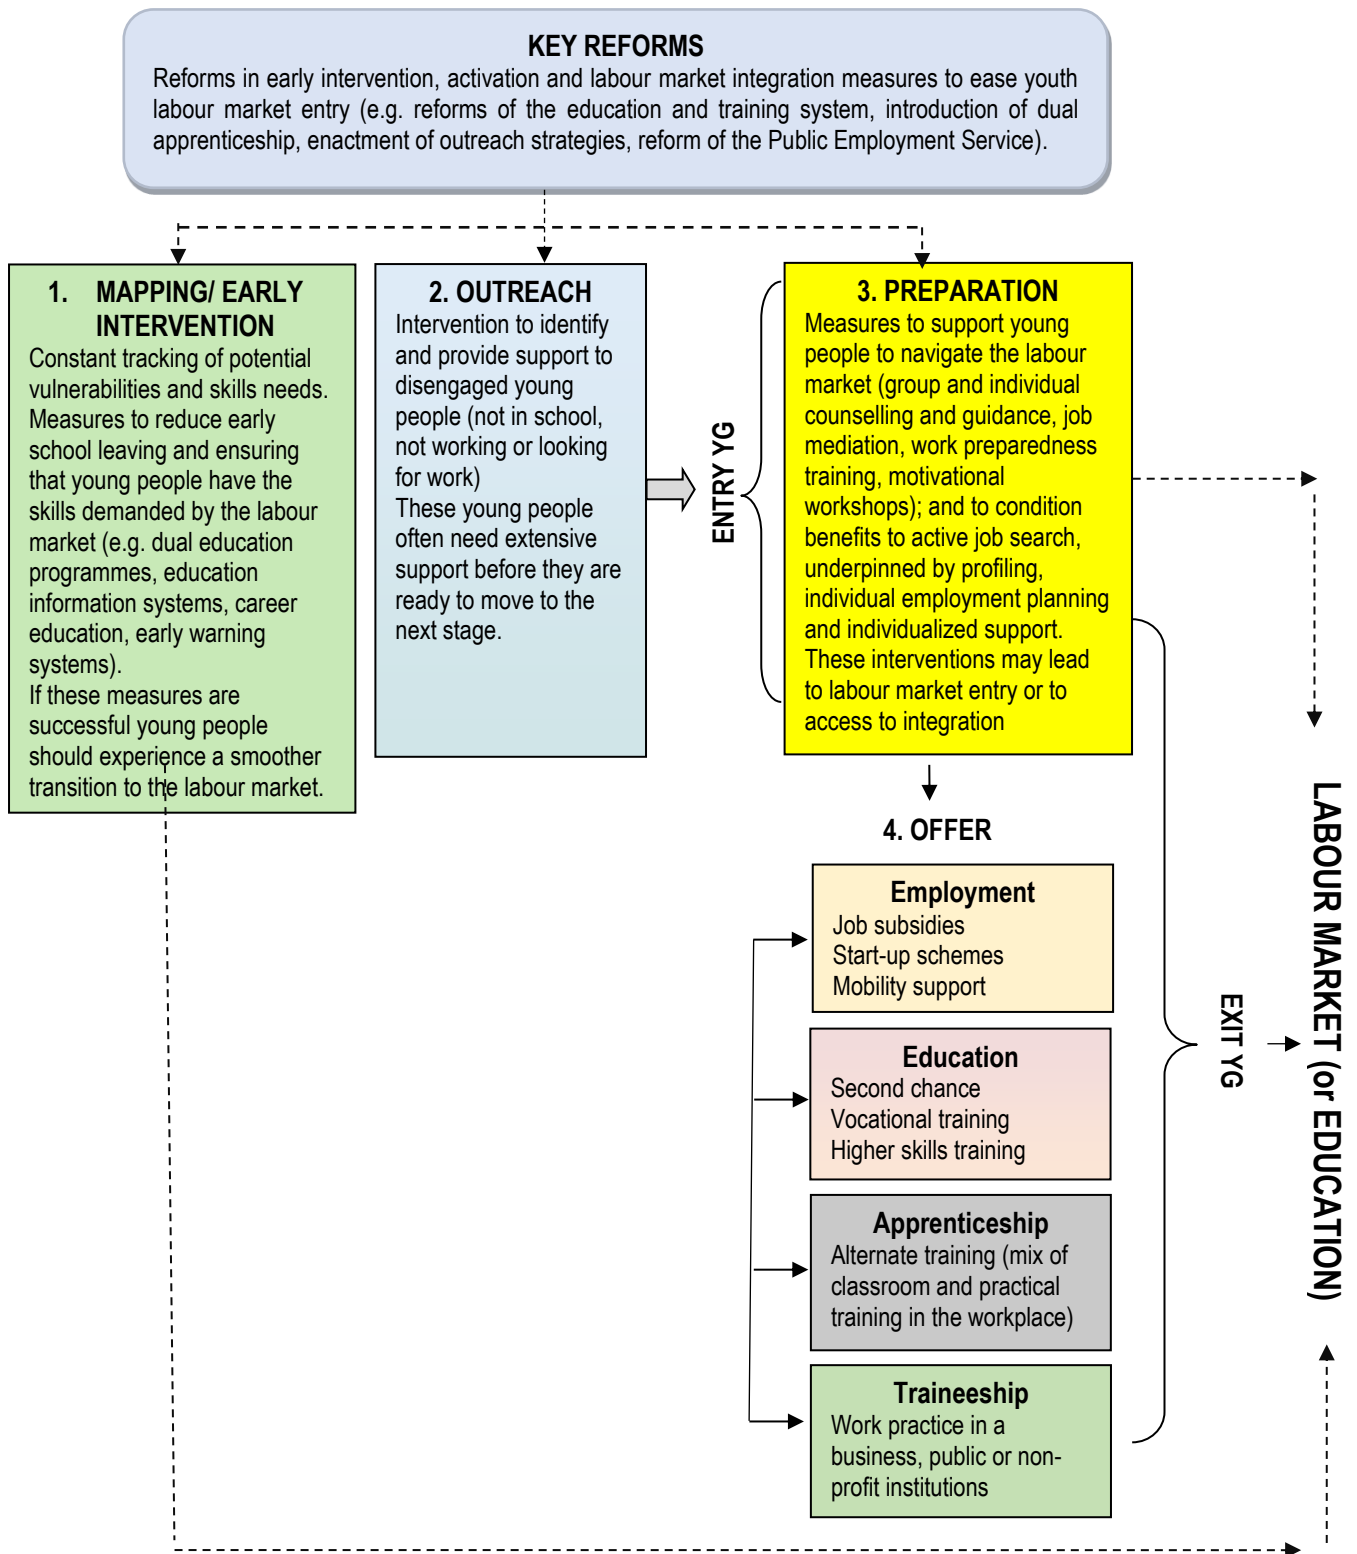 KEY REFORMS
Reforms in early intervention, activation and labour market integration measures to ease youth
labour market entry (e.g. reforms of the education and training system, introduction of dual
apprenticeship, enactment of outreach strategies, reform of the Public Employment Service).
1. MAPPING/ EARLY
INTERVENTION
Constant tracking of potential
vulnerabilities and skills needs.
Measures to reduce early
school leaving and ensuring
that young people have the
skills demanded by the labour
market (e.g. dual education
programmes, education
information systems, career
education, early warning
systems).
If these measures are
successful young people
should experience a smoother
transition to the labour market.
2. OUTREACH
Intervention to identify
and provide support to
disengaged young
people (not in school,
not working or looking
for work)
These young people
often need extensive
support before they are
ready to move to the
next stage.
ENTRY YG
3. PREPARATION
Measures to support young
people to navigate the labour
market (group and individual
counselling and guidance, job
mediation, work preparedness
training, motivational
workshops); and to condition
benefits to active job search,
underpinned by profiling,
individual employment planning
and individualized support.
These interventions may lead
to labour market entry or to
access to integration
4. OFFER
Employment
Job subsidies
Start-up schemes
Mobility support
Education
Second chance
Vocational training
Higher skills training
Apprenticeship
Alternate training (mix of
classroom and practical
training in the workplace)
Traineeship
Work practice in a
business, public or non-
profit institutions
EXIT YG
LABOUR MARKET (or EDUCATION)